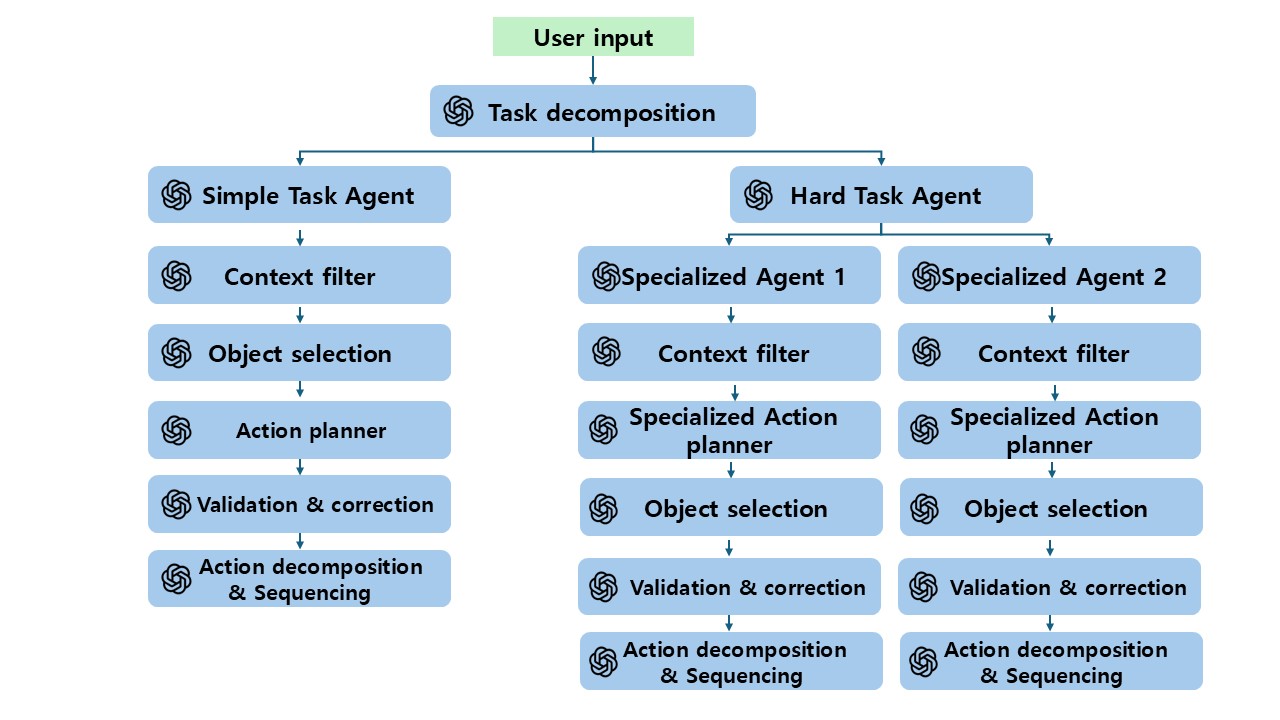 User input
Task decomposition
Simple Task Agent
Context filter
Object selection
Action planner
Validation & correction
Action decomposition
& Sequencing
Hard Task Agent
Specialized Agent 1
Context filter
Specialized Action
planner
Object selection
Validation & correction
Action decomposition
& Sequencing
Specialized Agent 2
Context filter
Specialized Action
planner
Object selection
Validation & correction
Action decomposition
& Sequencing